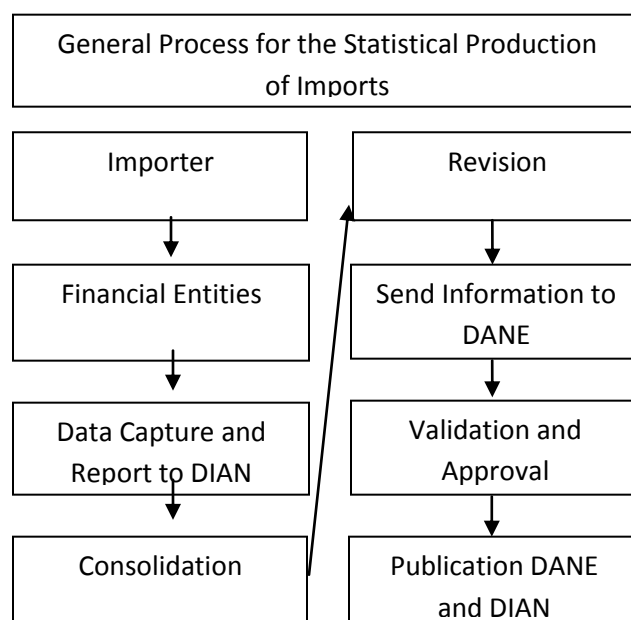 General Process for the Statistical Production
of Imports
Importer
Financial Entities
Data Capture and
Report to DIAN
Consolidation
Revision
Send Information to
DANE
Validation and
Approval
Publication DANE
and DIAN